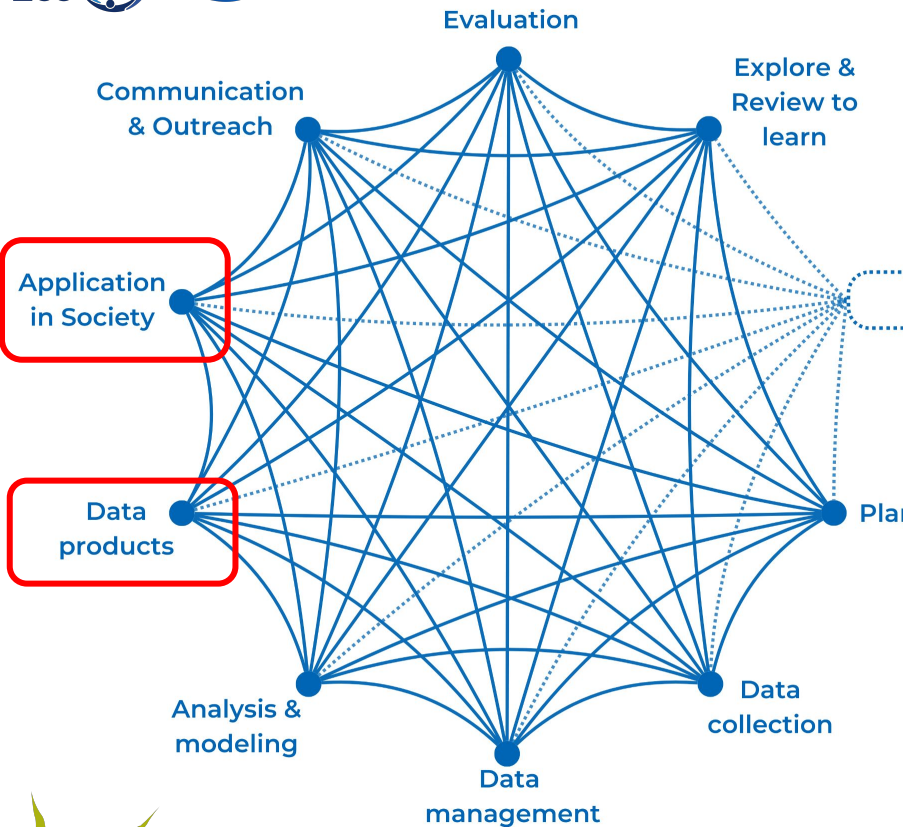 Evaluation
Communication
& Outreach
Explore &
Review to
learn
Application
in Society
Data
products
Analysis &
modeling
Data
collection
Data
management